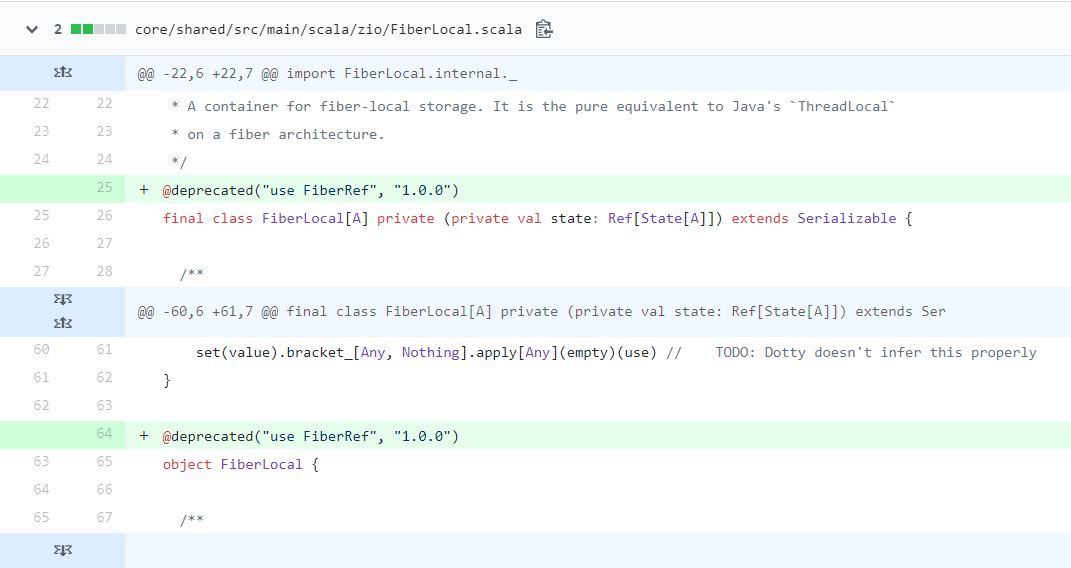 2 core/shared/src/main/scala/zio/FiberLocal.scala
@@ -22,6 +22,7 @@ import FiberLocal.internal._
22 22 * A container for fiber-local storage. It is the pure equivalent to Java's `ThreadLocal`
23 23 * on a fiber architecture.
24 24 */
25 + @deprecated("use FiberRef", "1.0.0")
25 26 final class FiberLocal[A] private (private val state: Ref[State[A]]) extends Serializable {
26 27
27 28 /**
@@ -60,6 +61,7 @@ final class FiberLocal[A] private (private val state: Ref[State[A]]) extends Ser
60 61 set(value).bracket_[Any, Nothing].apply[Any](empty)(use) // TODO: Dotty doesn't infer this properly
61 62 }
62 63
64 + @deprecated("use FiberRef", "1.0.0")
63 65 object FiberLocal {
64 66
65 67 /**